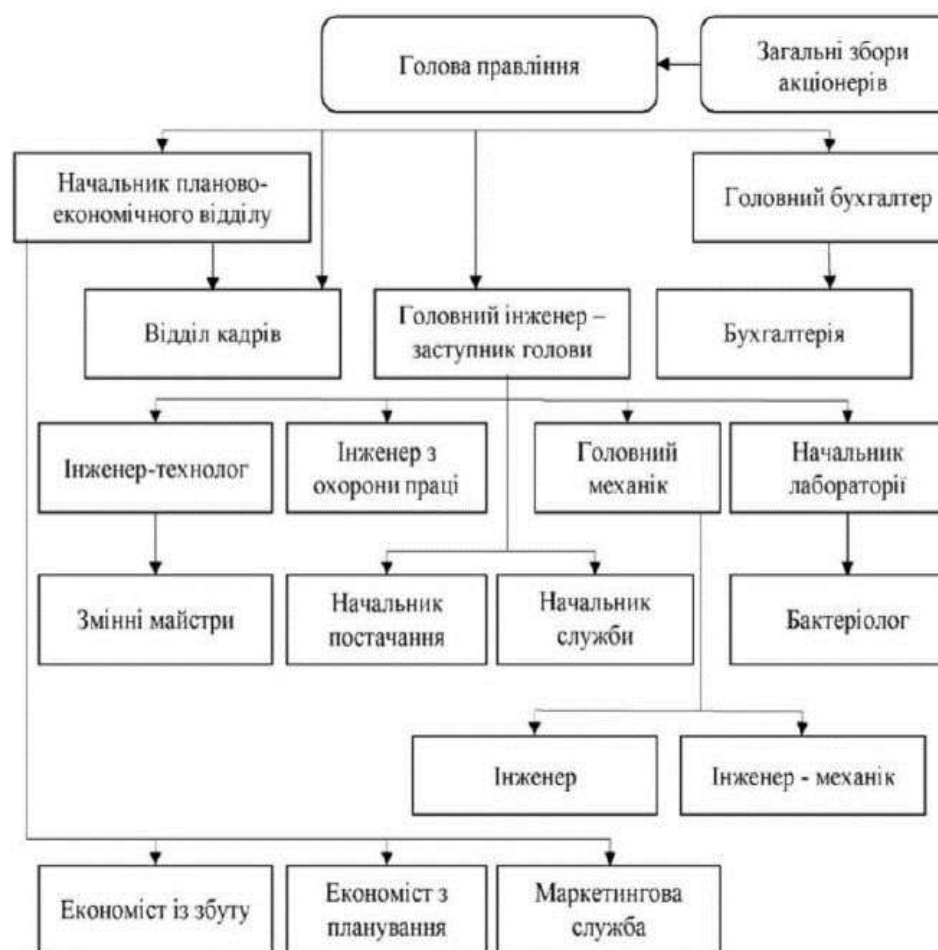 Голова правління
Загальні збори
акціонерів
Начальник планово-
економічного відділу
Головний бухгалтер
Відділ кадрів
Головний інженер –
заступник голови
Бухгалтерія
Інженер-технолог
Інженер з
охорони праці
Головний
механік
Начальник
лабораторії
Змінні майстри
Начальник
постачання
Начальник
служби
Бактеріолог
Інженер
Інженер - механік
Економіст із збуту
Економіст з
планування
Маркетингова
служба